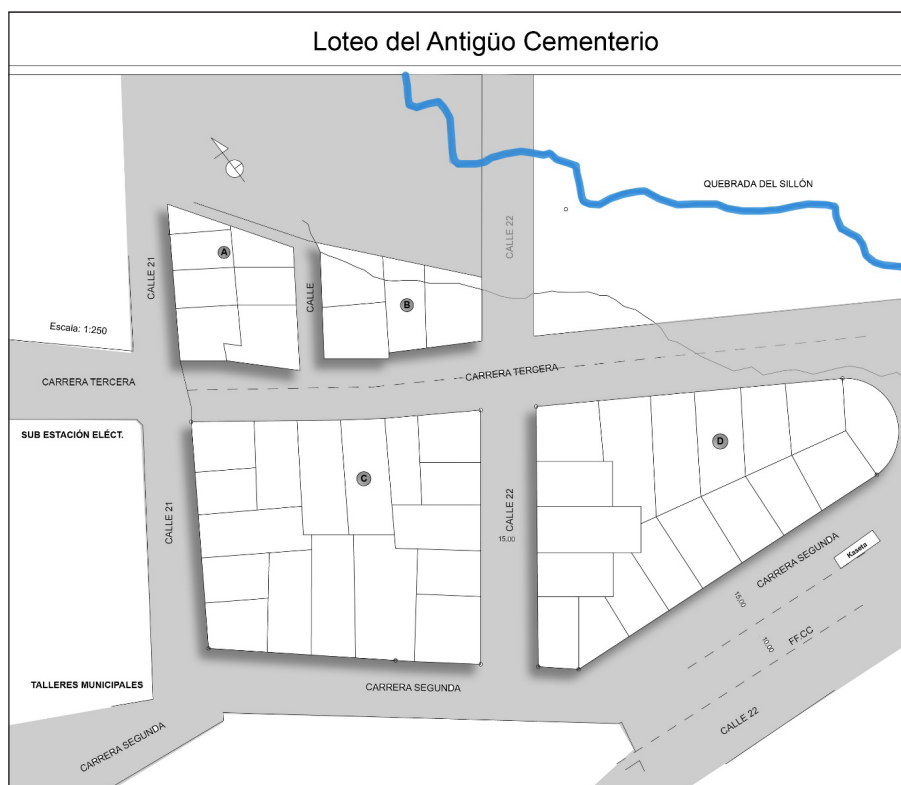 Loteo del Antigüo Cementerio
QUEBRADA DEL SILLÓN
CALLE 22
CALLE 21
A
B
CALLE
Escala: 1:250
CARRERA TERCERA
CARRERA TERCERA
SUB ESTACIÓN ELÉCT.
C
D
CALLE 21
CALLE 22
15,00
Kaseta
CARRERA SEGUNDA
15,00
10,00
FF.CC
TALLERES MUNICIPALES
CARRERA SEGUNDA
CALLE 22
CARRERA SEGUNDA